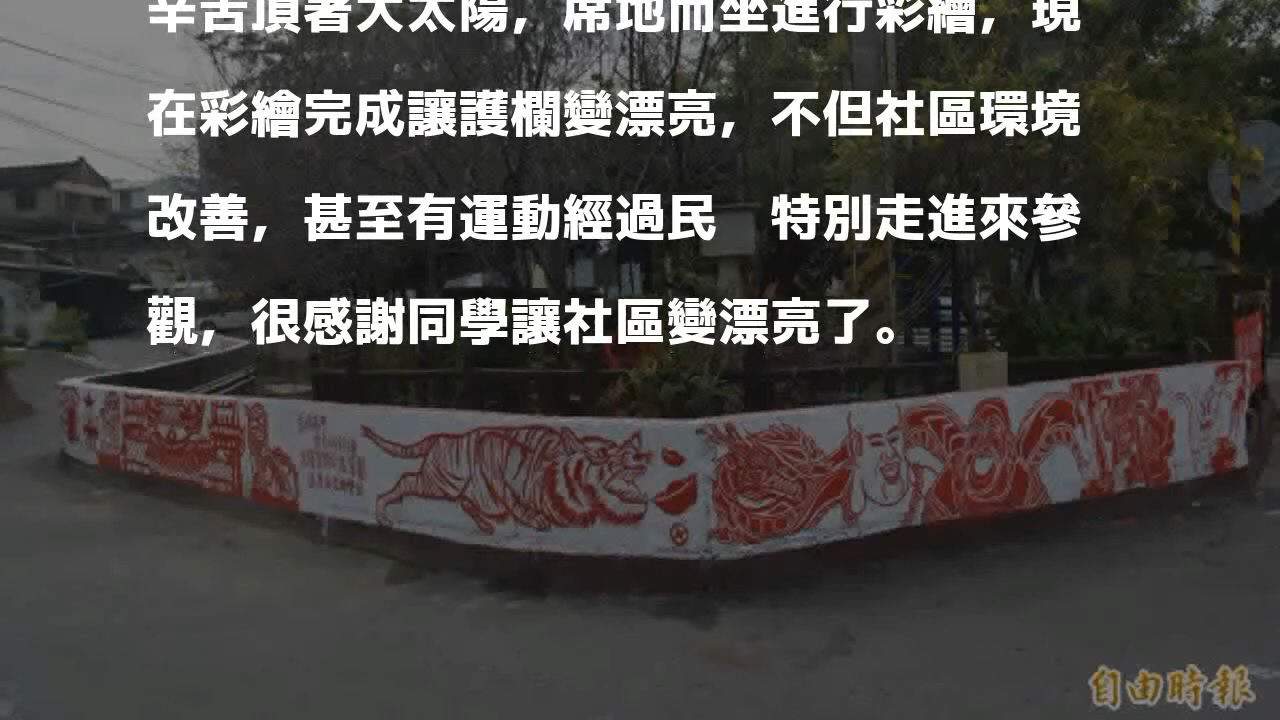 辛苦頂著大太陽，席地而坐進行彩繪，現
在彩繪完成讓護欄變漂亮，不但社區環境
改善，甚至有運動經過民　特別走進來參
觀，很感謝同學讓社區變漂亮了。
自由時報